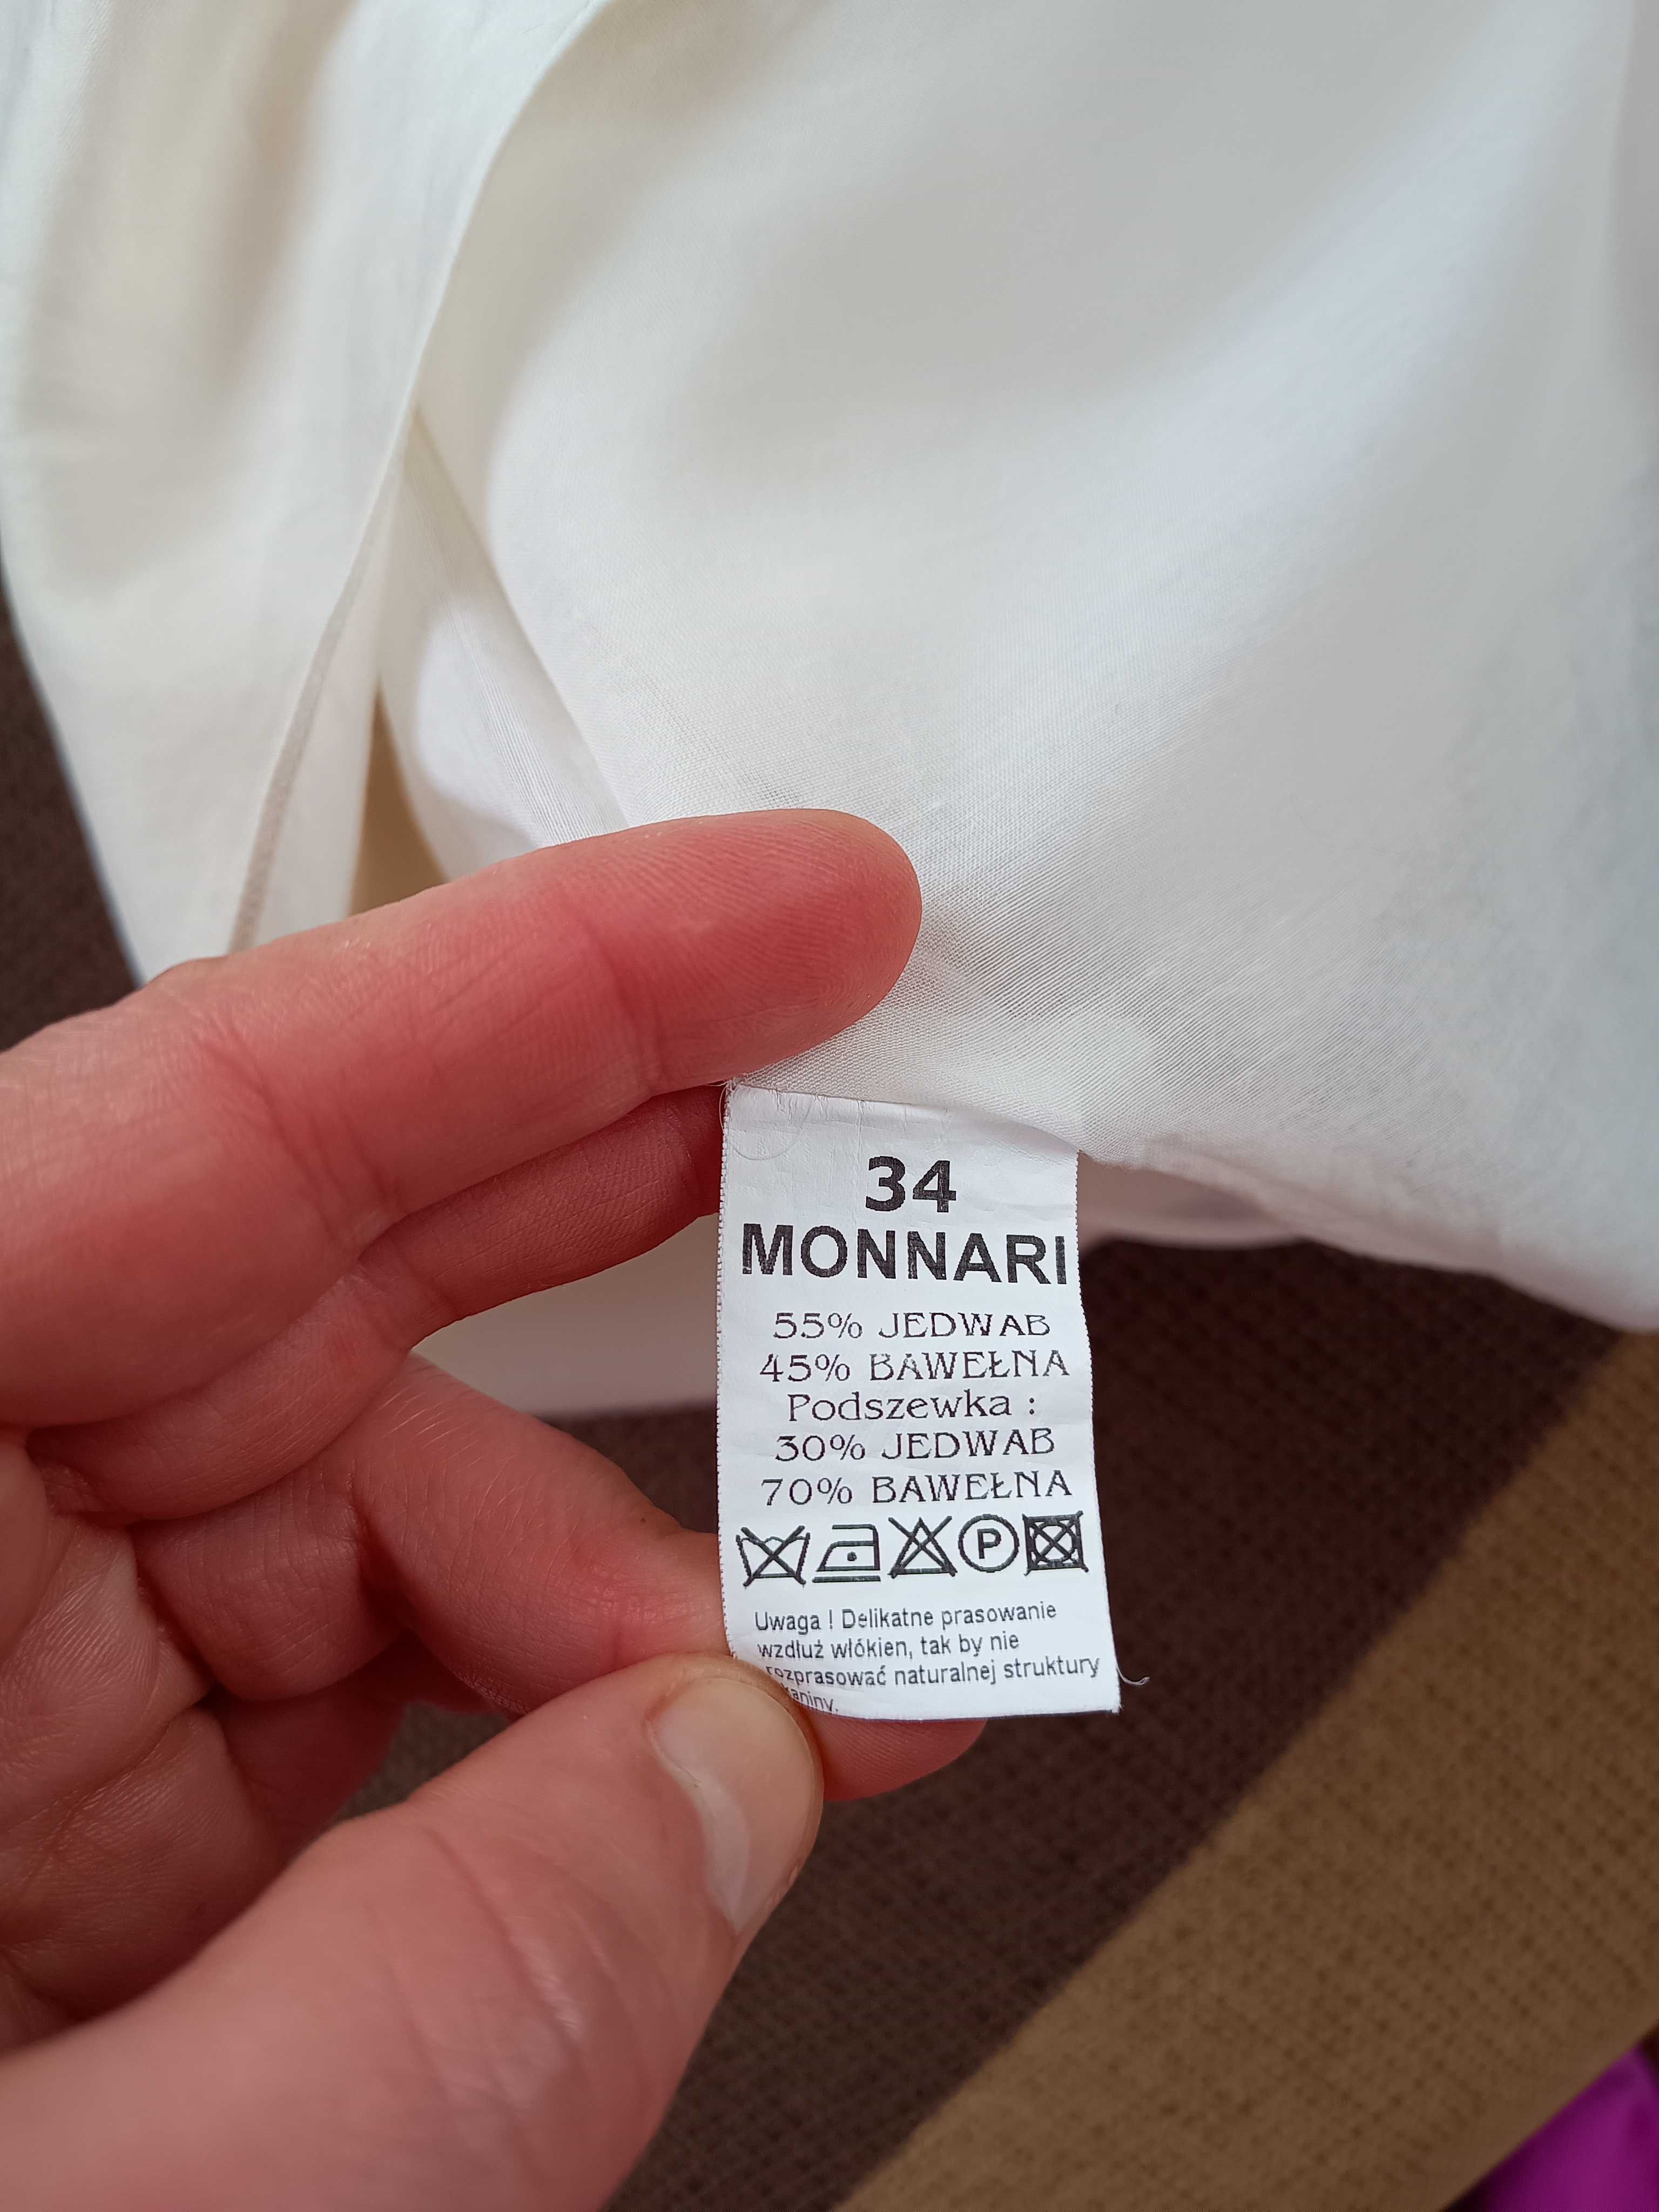 34
MONNARI
55% JEDWAB
45% BAWEŁNA
Podszewka :
30% JEDWAB
70% BAWEŁNA
P
Uwaga ! Delikatne prasowanie
wzdłuż włókien, tak by nie
rozprasować naturalnej struktury